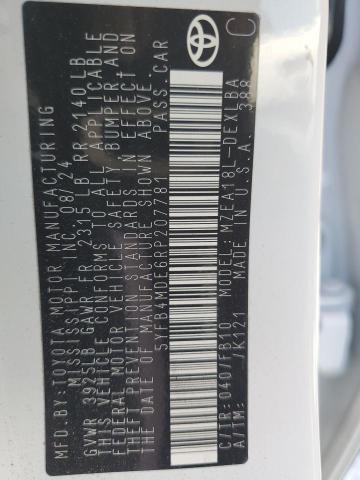 MFD.BY:TOYOTA MOTOR MANUFACTURING
MISSISSIPPI, INC. 08/24
GVWR 3925LB GAWR FR 2315LB RR 2140LB
THIS VEHICLE CONFORMS TO ALL APPLICABLE
FEDERAL MOTOR VEHICLE SAFETY, BUMPER, AND
THEFT PREVENTION STANDARDS IN EFFECT ON
THE DATE OF MANUFACTURE SHOWN ABOVE.
5YFB4MDE6RP207781 PASS.CAR
C/TR:040/FB10 MODEL:MZEA18L-DEXLBA
A/TM: /K121 MADE IN U.S.A. 388
TOYOTA
C